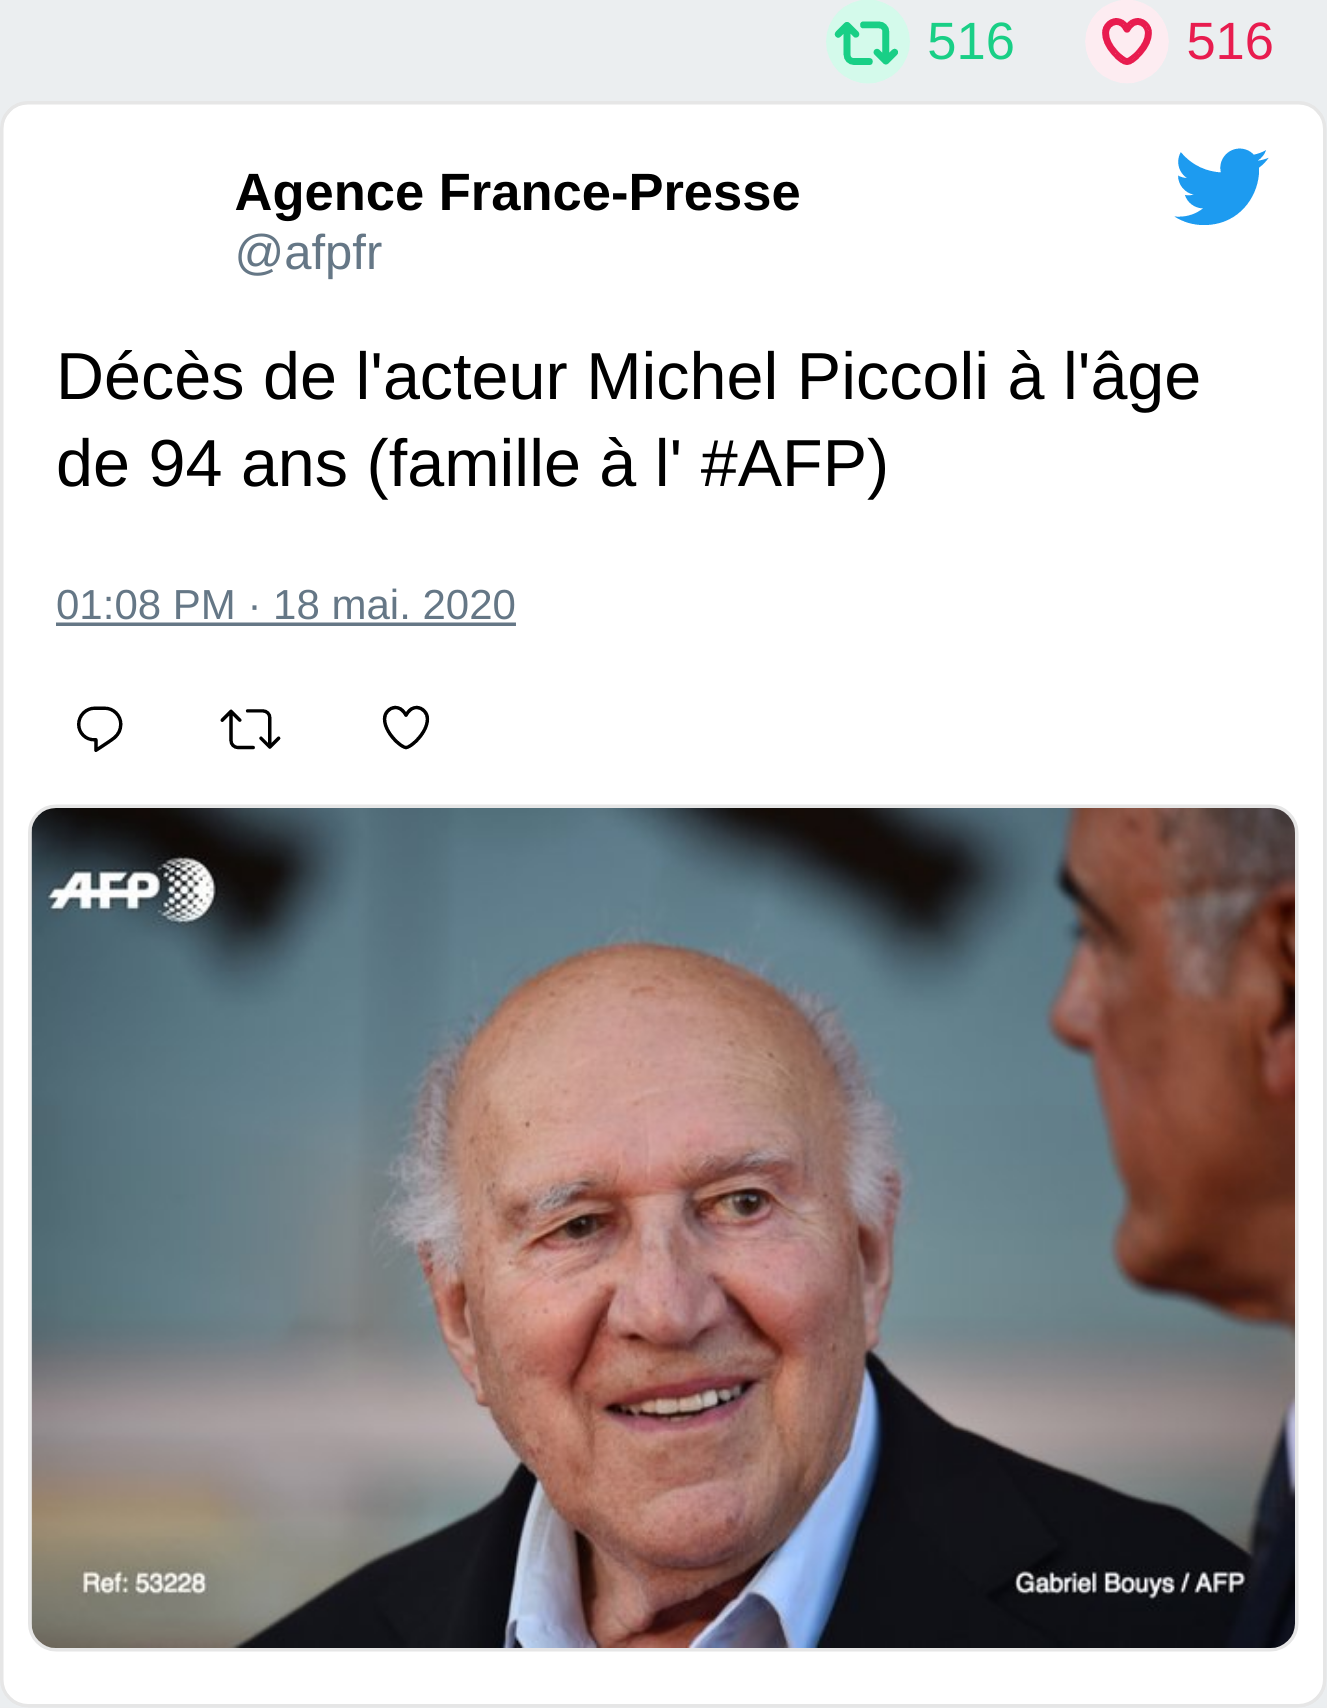 516 516
Agence France-Presse
@afpfr
Décès de l'acteur Michel Piccoli à l'âge
de 94 ans (famille à l' #AFP)
01:08 PM · 18 mai. 2020
AFP
Ref: 53228
Gabriel Bouys / AFP